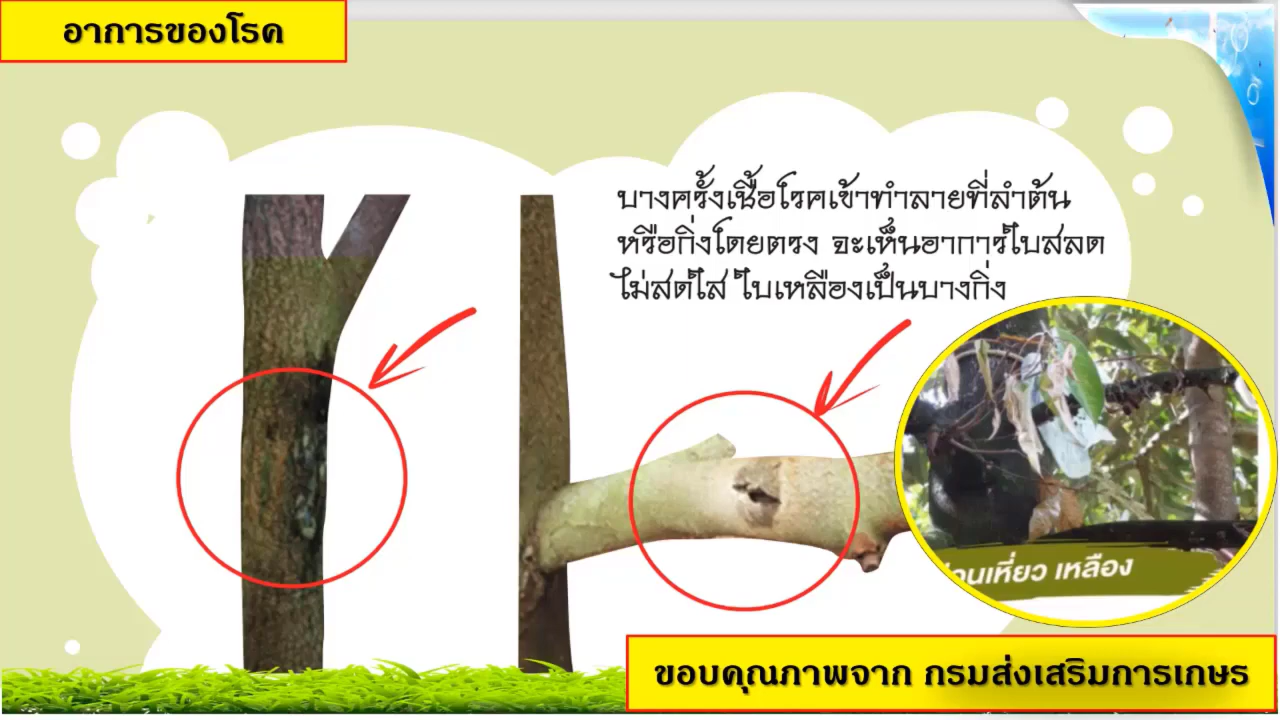 อาการของโรค
บางครั้งเชื้อโรคเข้าทำลายที่ลำต้น
หรือกิ่งโดยตรง จะเห็นอาการใบสลด
ไม่สดใส ใบเหลืองเป็นบางกิ่ง
เหี่ยว เหลือง
ขอบคุณภาพจาก กรมส่งเสริมการเกษร